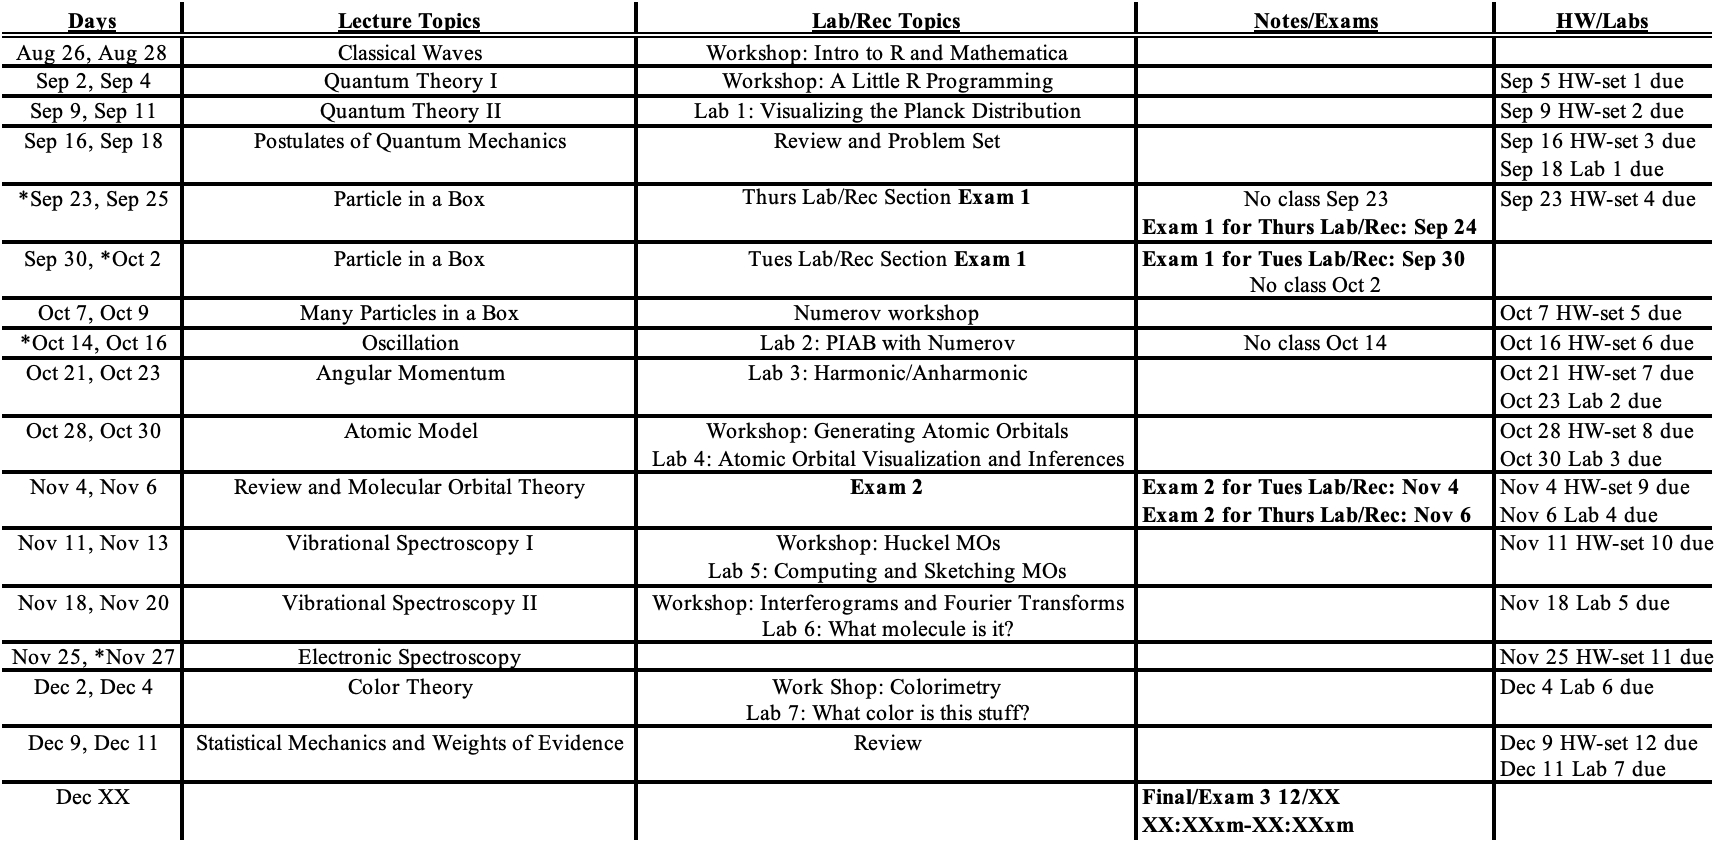 Days Lecture Topics Lab/Rec Topics Notes/Exams HW/Labs
Aug 26, Aug 28 Classical Waves Workshop: Intro to R and Mathematica
Sep 2, Sep 4 Quantum Theory I Workshop: A Little R Programming Sep 5 HW-set 1 due
Sep 9, Sep 11 Quantum Theory II Lab 1: Visualizing the Planck Distribution Sep 9 HW-set 2 due
Sep 16, Sep 18 Postulates of Quantum Mechanics Review and Problem Set Sep 16 HW-set 3 due
Sep 18 Lab 1 due
*Sep 23, Sep 25 Particle in a Box Thurs Lab/Rec Section Exam 1 No class Sep 23 Sep 23 HW-set 4 due
Exam 1 for Thurs Lab/Rec: Sep 24
Sep 30, *Oct 2 Particle in a Box Tues Lab/Rec Section Exam 1 Exam 1 for Tues Lab/Rec: Sep 30
No class Oct 2
Oct 7, Oct 9 Many Particles in a Box Numerov workshop Oct 7 HW-set 5 due
*Oct 14, Oct 16 Oscillation Lab 2: PIAB with Numerov No class Oct 14 Oct 16 HW-set 6 due
Oct 21, Oct 23 Angular Momentum Lab 3: Harmonic/Anharmonic Oct 21 HW-set 7 due
Oct 23 Lab 2 due
Oct 28, Oct 30 Atomic Model Workshop: Generating Atomic Orbitals Oct 28 HW-set 8 due
Lab 4: Atomic Orbital Visualization and Inferences Oct 30 Lab 3 due
Nov 4, Nov 6 Review and Molecular Orbital Theory Exam 2 Exam 2 for Tues Lab/Rec: Nov 4 Nov 4 HW-set 9 due
Exam 2 for Thurs Lab/Rec: Nov 6 Nov 6 Lab 4 due
Nov 11, Nov 13 Vibrational Spectroscopy I Workshop: Huckel MOs Nov 11 HW-set 10 due
Lab 5: Computing and Sketching MOs
Nov 18, Nov 20 Vibrational Spectroscopy II Workshop: Interferograms and Fourier Transforms Nov 18 Lab 5 due
Lab 6: What molecule is it?
Nov 25, *Nov 27 Electronic Spectroscopy Nov 25 HW-set 11 due
Dec 2, Dec 4 Color Theory Work Shop: Colorimetry Dec 4 Lab 6 due
Lab 7: What color is this stuff?
Dec 9, Dec 11 Statistical Mechanics and Weights of Evidence Review Dec 9 HW-set 12 due
Dec 11 Lab 7 due
Dec XX Final/Exam 3 12/XX
XX:XXxm-XX:XXxm